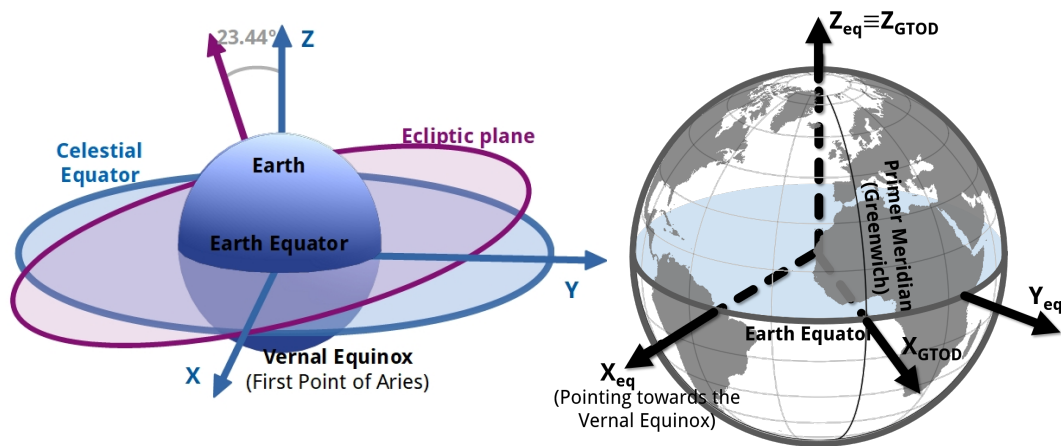 23.44°
Z
Celestial
Equator
Ecliptic plane
Earth
Earth Equator
Y
X
Vernal Equinox
(First Point of Aries)
Zeq≡ZGTOD
Primer Meridian
(Greenwich)
Yeq
Earth Equator
XGTOD
Xeq
(Pointing towards the
Vernal Equinox)